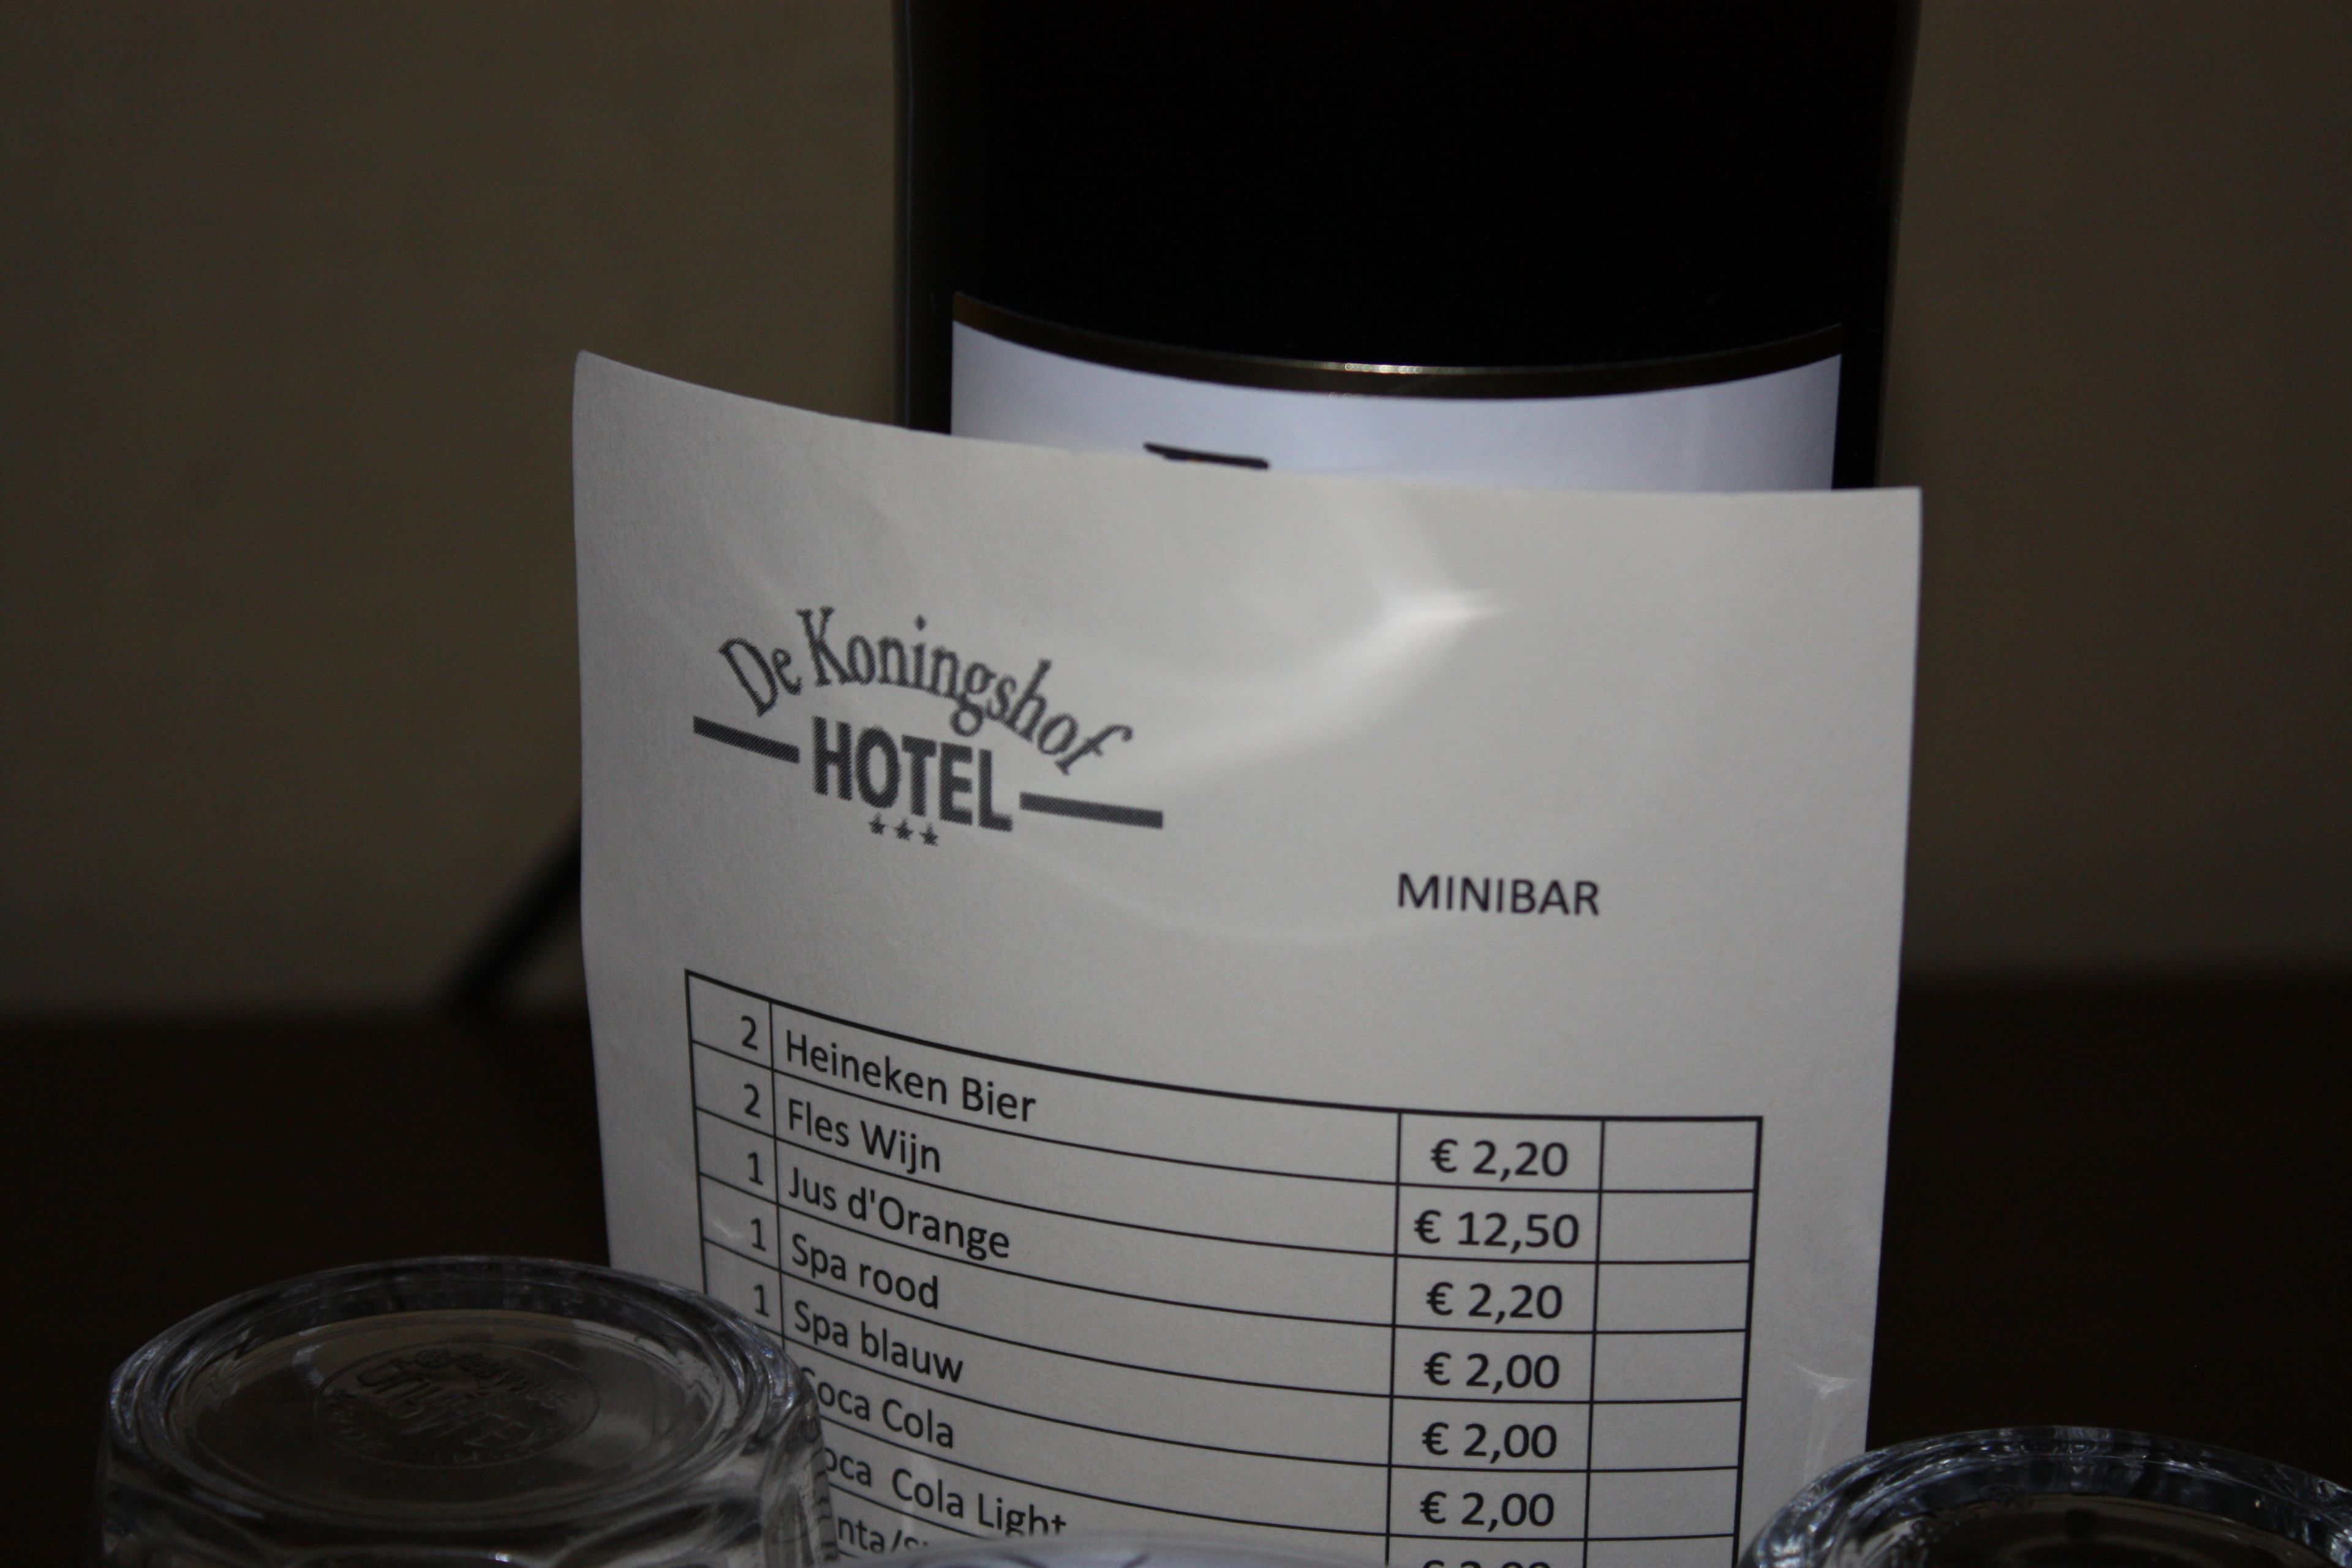 De Koningshof
HOTEL
MINIBAR
2 Heineken Bier € 2,20
2 Fles Wijn € 12,50
1 Jus d'Orange € 2,20
1 Spa rood € 2,00
1 Spa blauw € 2,00
Coca Cola € 2,00
Coca Cola Light